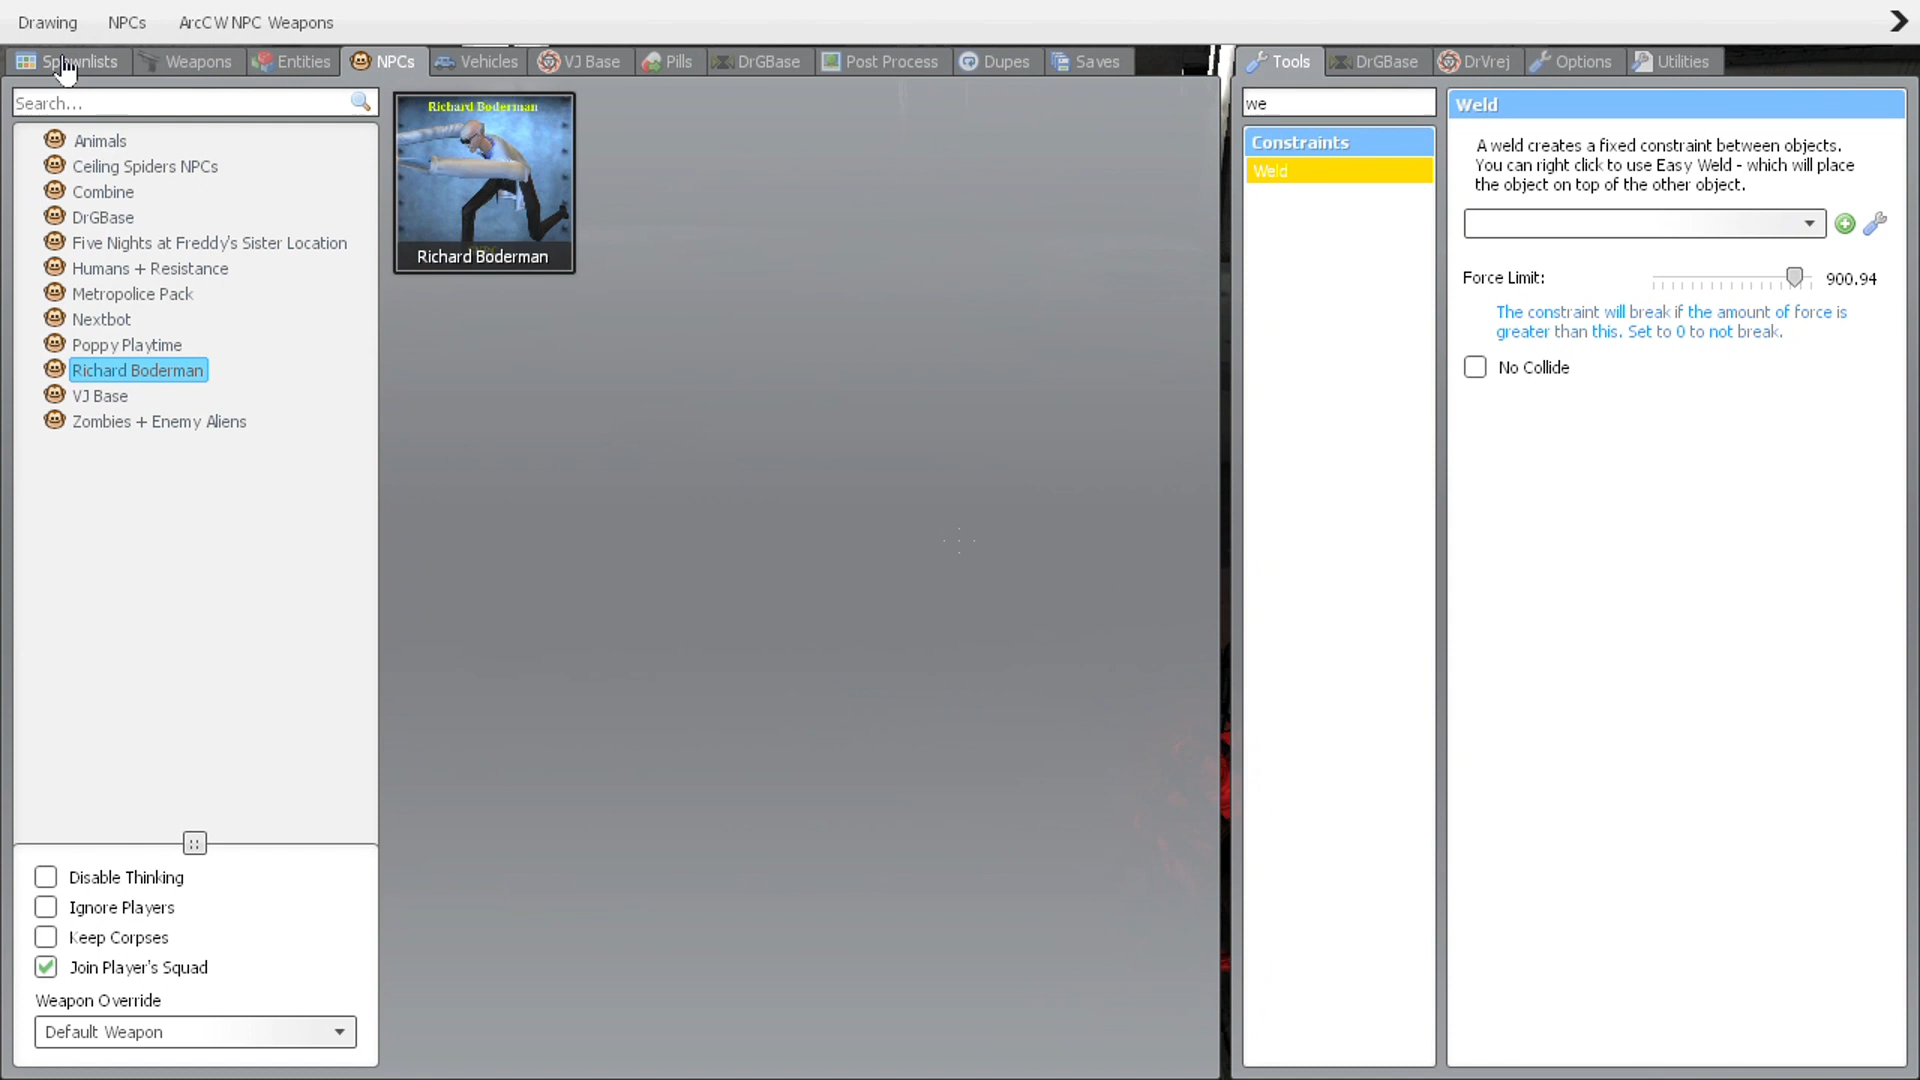 Drawing NPCs ArcCW NPC Weapons
Spawnlists Weapons Entities NPCs Vehicles VJ Base Pills DrGBase Post Process Dupes Saves
Tools DrGBase DrVrej Options Utilities
Search...
Animals
Ceiling Spiders NPCs
Combine
DrGBase
Five Nights at Freddy's Sister Location
Humans + Resistance
Metropolice Pack
Nextbot
Poppy Playtime
Richard Boderman
VJ Base
Zombies + Enemy Aliens
Disable Thinking
Ignore Players
Keep Corpses
Join Player's Squad
Weapon Override
Default Weapon
Richard Boderman
Richard Boderman
we
Constraints
Weld
Weld
A weld creates a fixed constraint between objects.
You can right click to use Easy Weld - which will place
the object on top of the other object.
Force Limit: 900.94
The constraint will break if the amount of force is
greater than this. Set to 0 to not break.
No Collide